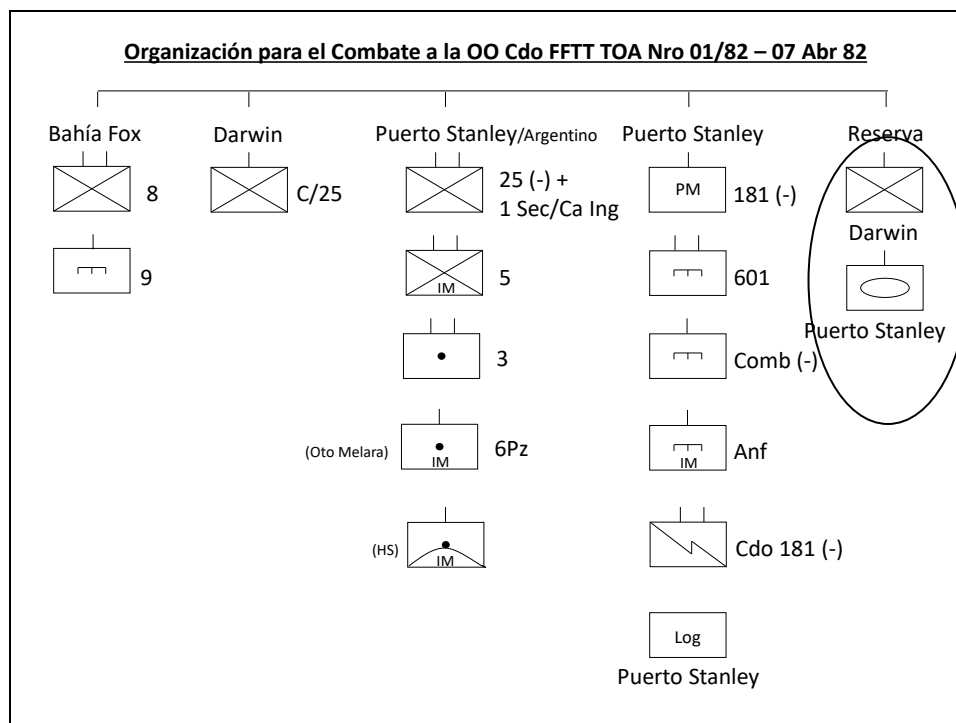 Organización para el Combate a la OO Cdo FFTT TOA Nro 01/82 – 07 Abr 82
Bahía Fox
8
9
Darwin
C/25
Puerto Stanley/Argentino
25 (-) +
1 Sec/Ca Ing
IM
5
3
(Oto Melara)
IM
6Pz
(HS)
IM
Puerto Stanley
PM
181 (-)
601
Comb (-)
IM
Anf
Cdo 181 (-)
Log
Puerto Stanley
Reserva
Darwin
Puerto Stanley